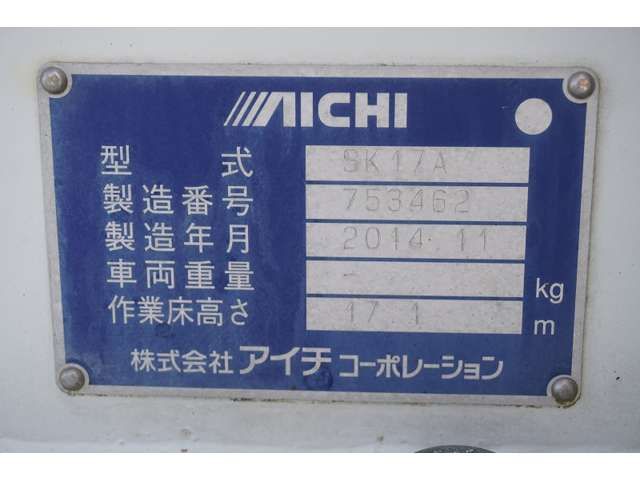 AICHI
型式 SK17A
製造番号 753462
製造年月 2014 11
車両重量 - kg
作業床高さ 17.1 m
株式会社 アイチ コーポレーション